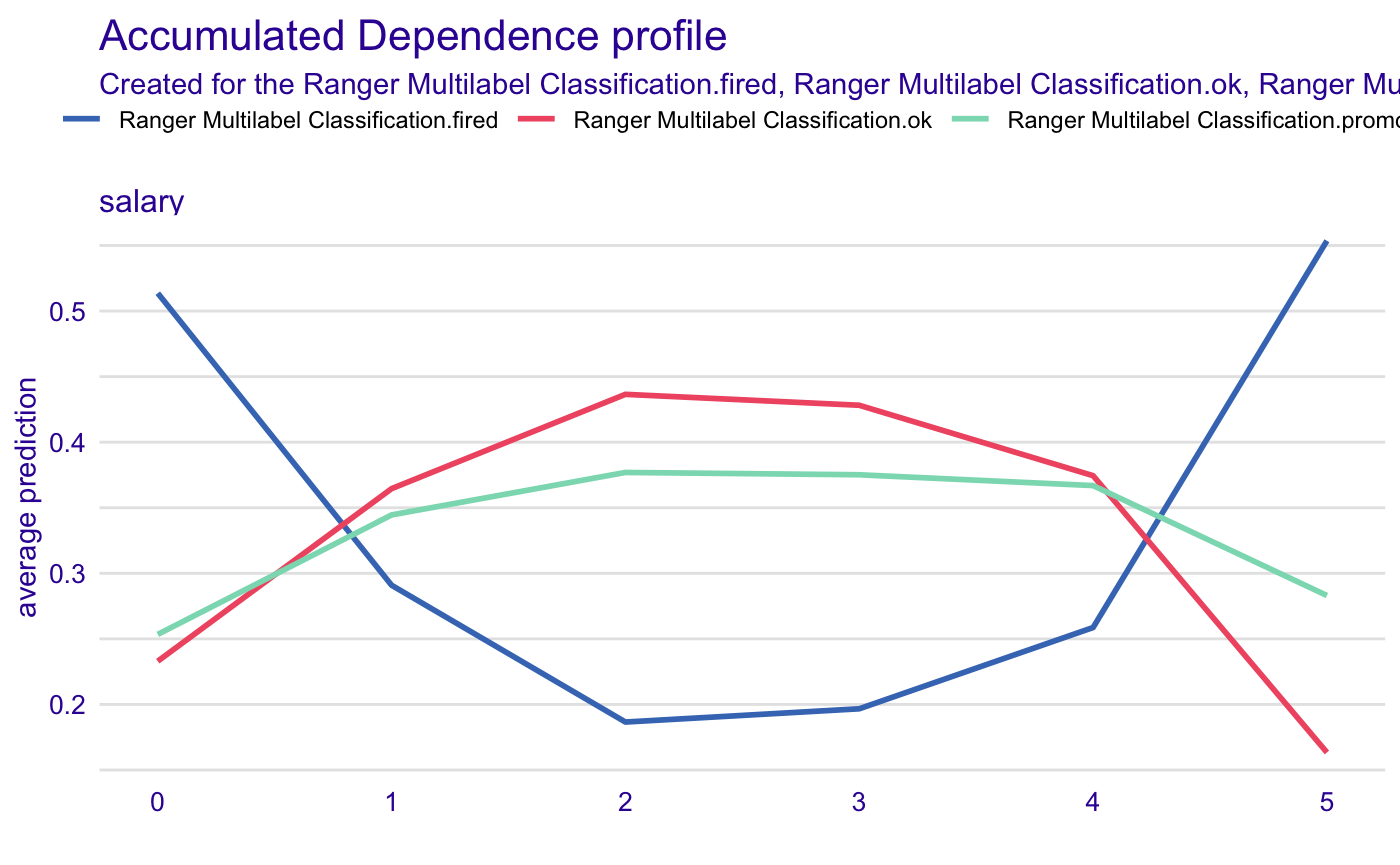 Accumulated Dependence profile
Created for the Ranger Multilabel Classification.fired, Ranger Multilabel Classification.ok, Ranger
Ranger Multilabel Classification.fired Ranger Multilabel Classification.ok Ranger Multilabel
salary
0.5
0.4
0.3
0.2
average prediction
0 1 2 3 4 5